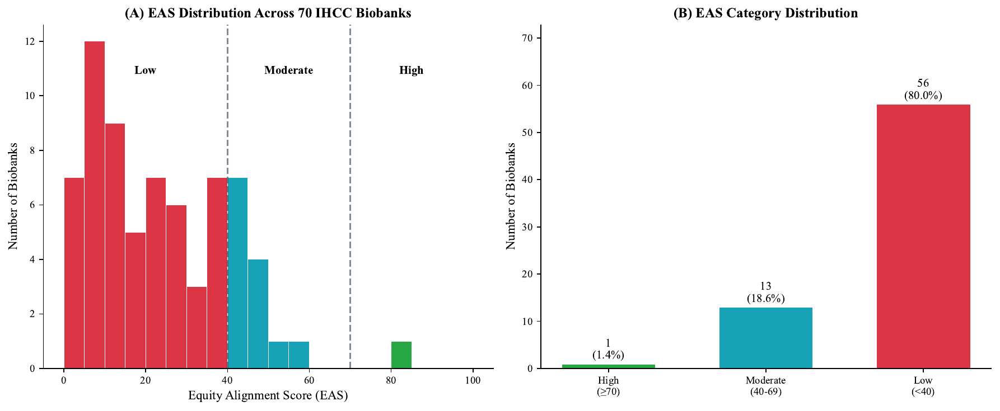 (A) EAS Distribution Across 70 IHCC Biobanks
Number of Biobanks
12
10
8
6
4
2
0
Low
Moderate
High
0
20
40
60
80
100
Equity Alignment Score (EAS)
(B) EAS Category Distribution
Number of Biobanks
70
60
50
40
30
20
10
0
1
(1.4%)
13
(18.6%)
56
(80.0%)
High
(≥70)
Moderate
(40-69)
Low
(<40)